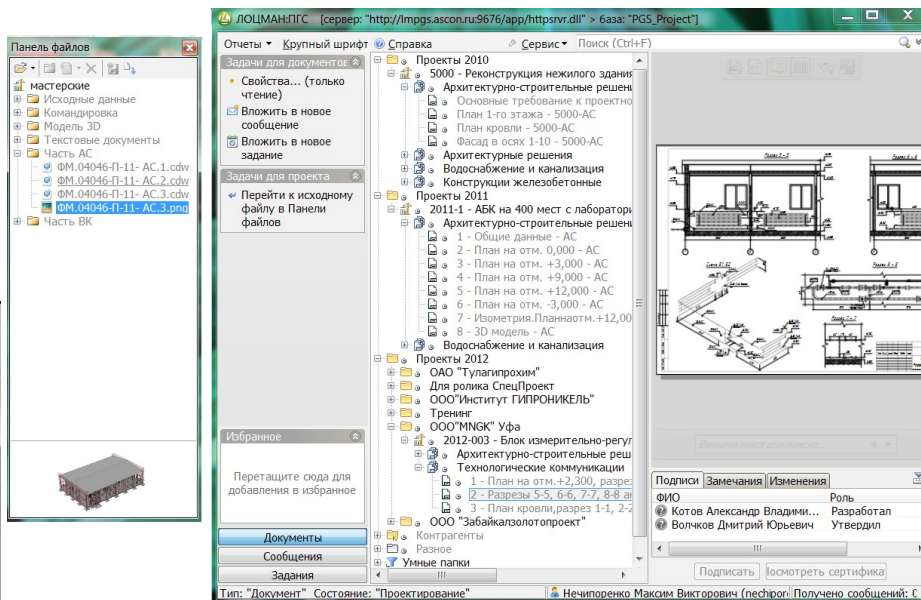 Панель файлов
мастерские
Исходные данные
Командировка
Модель 3D
Текстовые документы
Часть АС
ФМ.04046-П-11- АС.1.cdw
ФМ.04046-П-11- АС.2.cdw
ФМ.04046-П-11- АС.3.cdw
ФМ.04046-П-11- АС.3.png
Часть ВК
ЛОЦМАН:ПГС [сервер: "http://lmpgs.ascon.ru:9676/app/httpsrvr.dll" > база: "PGS_Project"]
Отчеты Крупный шрифт Справка Сервис Поиск (Ctrl+F)
Задачи для документов
Свойства... (только чтение)
Вложить в новое сообщение
Вложить в новое задание
Задачи для проекта
Перейти к исходному файлу в Панели файлов
Избранное
Перетащите сюда для добавления в избранное
Документы
Сообщения
Задания
Проекты 2010
5000 - Реконструкция нежилого здания
Архитектурно-строительные решени
Основные требование к проектно
План 1-го этажа - 5000-АС
План кровли - 5000-АС
Фасад в осях 1-10 - 5000-АС
Архитектурные решения
Водоснабжение и канализация
Конструкции железобетонные
Проекты 2011
2011-1 - АБК на 400 мест с лаборатори
Архитектурно-строительные решени
1 - Общие данные - АС
2 - План на отм. 0,000 - АС
3 - План на отм. +3,000 - АС
4 - План на отм. +9,000 - АС
5 - План на отм. +12,000 - АС
6 - План на отм. -3,000 - АС
7 - Изометрия.Планнаотм.+12,00
8 - 3D модель - АС
Водоснабжение и канализация
Проекты 2012
ОАО "Тулагипрохим"
Для ролика СпецПроект
ООО"Институт ГИПРОНИКЕЛЬ"
Тренинг
ООО"MNGK" Уфа
2012-003 - Блок измерительно-регул
Архитектурно-строительные реш
Технологические коммуникации
1 - План на отм.+2,300, разрез
2 - Разрезы 5-5, 6-6, 7-7, 8-8 а
3 - План кровли,разрез 1-1, 2-2
ООО "Забайкалзолотопроект"
Контрагенты
Разное
Умные папки
Введите текст для поиска...
Подписи Замечания Изменения
ФИО Роль
Котов Александр Владими... Разработал
Волчков Дмитрий Юрьевич Утвердил
Подписать Посмотреть сертифика
Тип: "Документ" Состояние: "Проектирование"
Нечипоренко Максим Викторович (nechipor Получено сообщений: 0